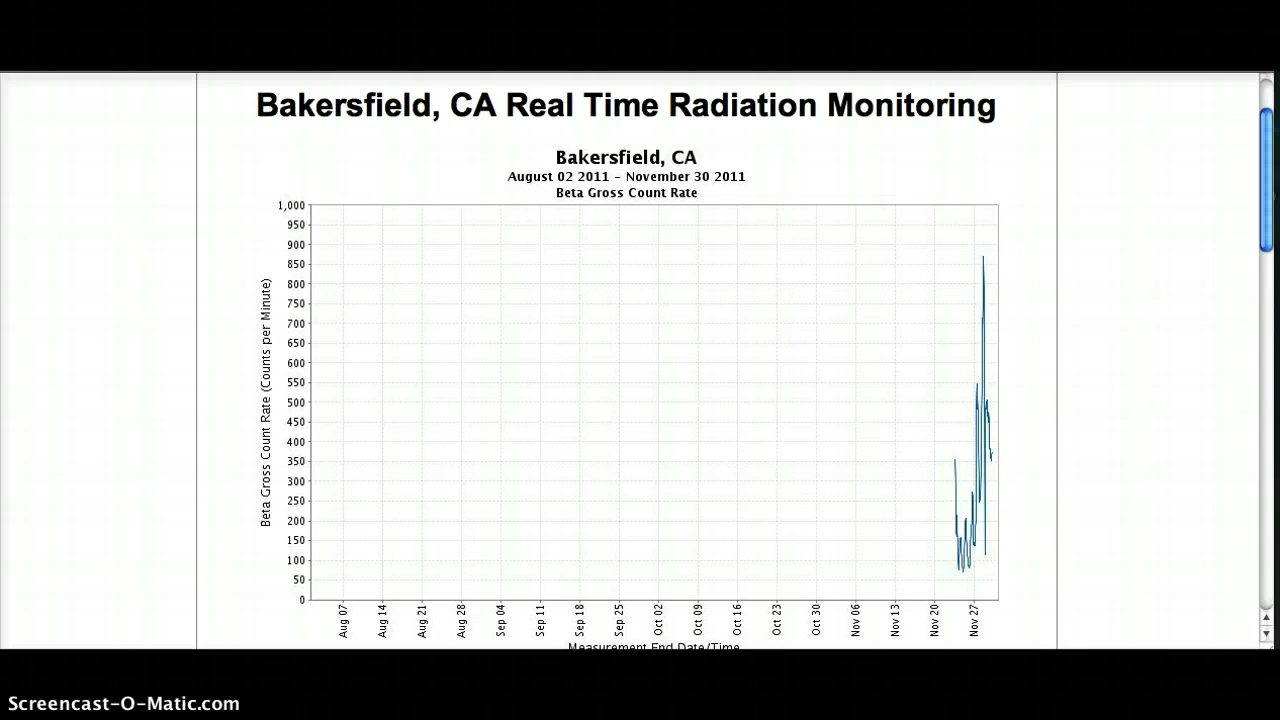 Bakersfield, CA Real Time Radiation Monitoring
Bakersfield, CA
August 02 2011 - November 30 2011
Beta Gross Count Rate
1,000
950
900
850
800
750
700
650
600
550
500
450
400
350
300
250
200
150
100
50
0
Beta Gross Count Rate (Counts per Minute)
Aug 07
Aug 14
Aug 21
Aug 28
Sep 04
Sep 11
Sep 18
Sep 25
Oct 02
Oct 09
Oct 16
Oct 23
Oct 30
Nov 06
Nov 13
Nov 20
Nov 27
Measurement End Date/Time
Screencast-O-Matic.com